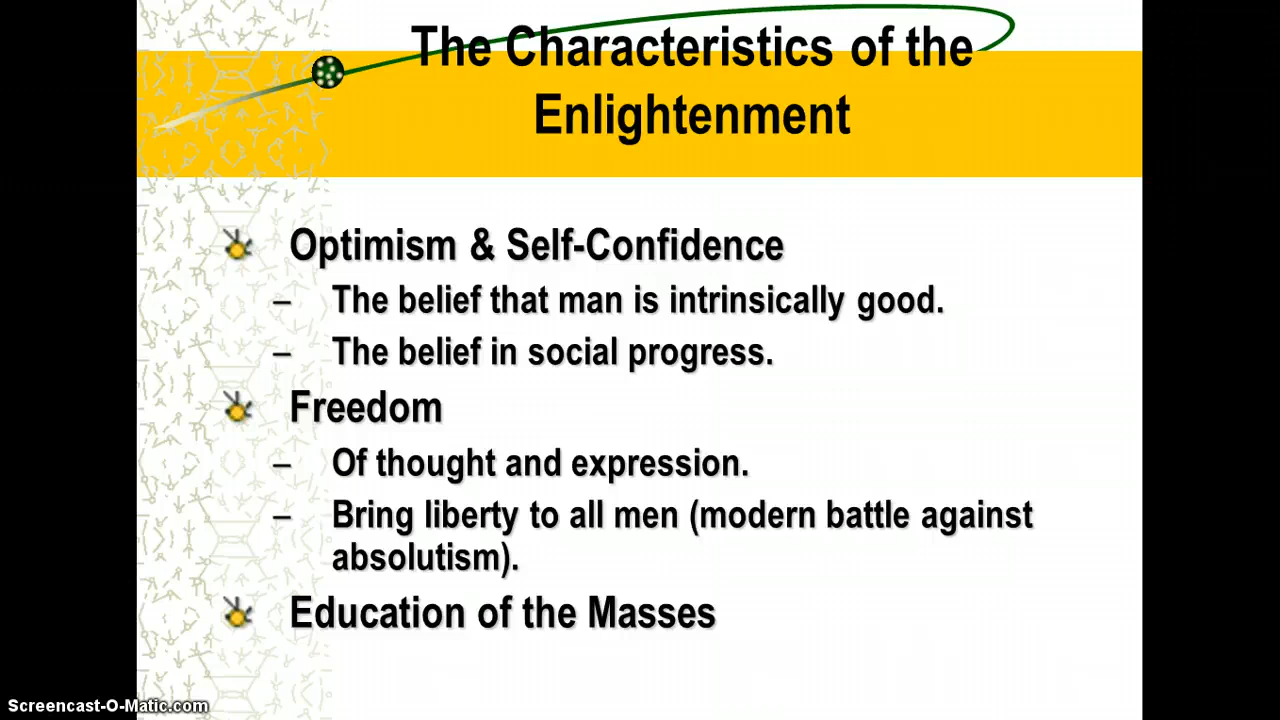 The Characteristics of the
Enlightenment
Optimism & Self-Confidence
– The belief that man is intrinsically good.
– The belief in social progress.
Freedom
– Of thought and expression.
– Bring liberty to all men (modern battle against
absolutism).
Education of the Masses
Screencast-O-Matic.com